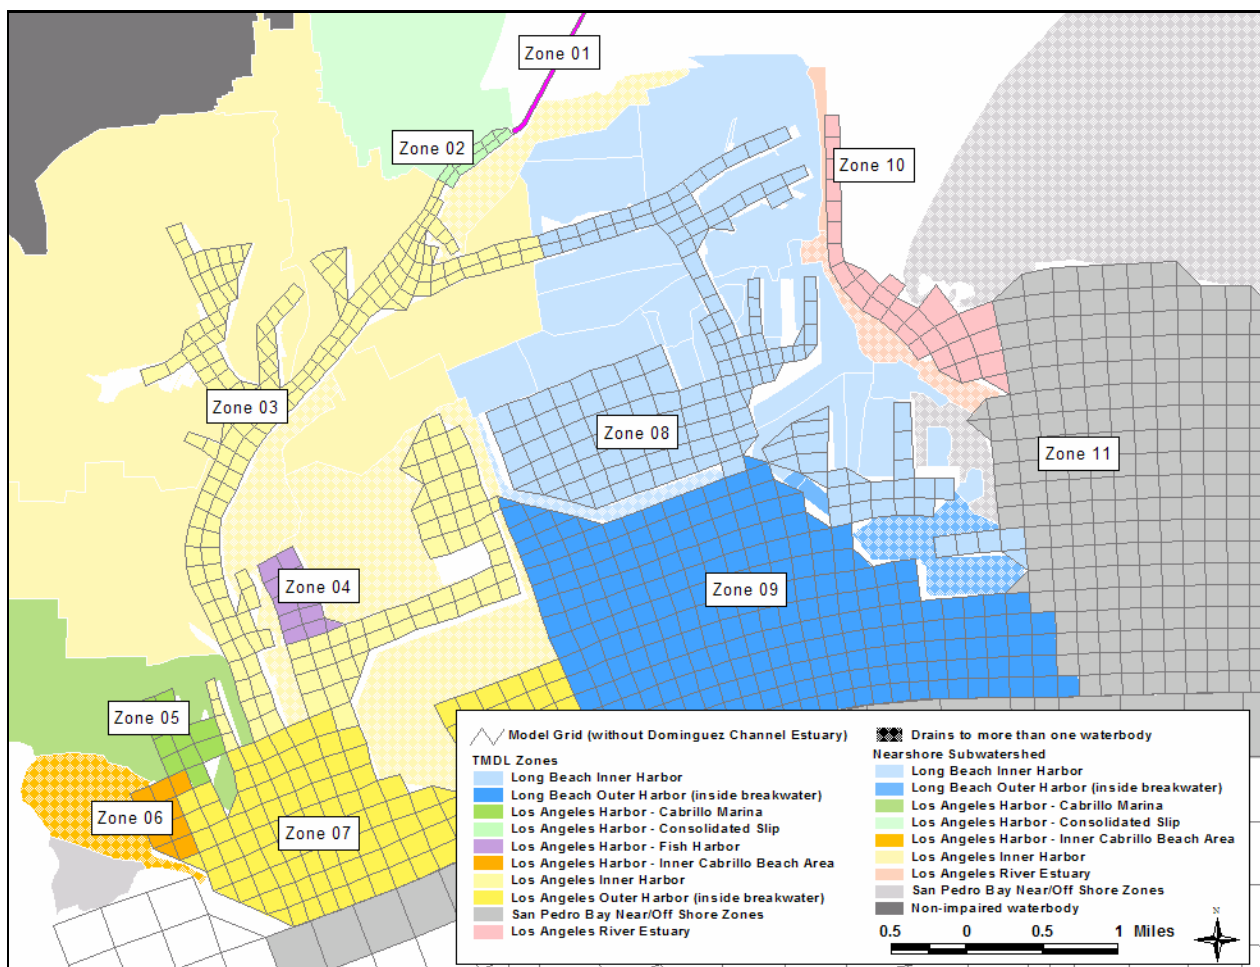 Zone 01
Zone 02
Zone 10
Zone 03
Zone 08
Zone 11
Zone 04
Zone 09
Zone 05
Zone 06
Zone 07
Model Grid (without Dominguez Channel Estuary)
TMDL Zones
Long Beach Inner Harbor
Long Beach Outer Harbor (inside breakwater)
Los Angeles Harbor - Cabrillo Marina
Los Angeles Harbor - Consolidated Slip
Los Angeles Harbor - Fish Harbor
Los Angeles Harbor - Inner Cabrillo Beach Area
Los Angeles Inner Harbor
Los Angeles Outer Harbor (inside breakwater)
San Pedro Bay Near/Off Shore Zones
Los Angeles River Estuary
Drains to more than one waterbody
Nearshore Subwatershed
Long Beach Inner Harbor
Long Beach Outer Harbor (inside breakwater)
Los Angeles Harbor - Cabrillo Marina
Los Angeles Harbor - Consolidated Slip
Los Angeles Harbor - Inner Cabrillo Beach Area
Los Angeles Inner Harbor
Los Angeles River Estuary
San Pedro Bay Near/Off Shore Zones
Non-impaired waterbody
0.5 0 0.5 1 Miles
N